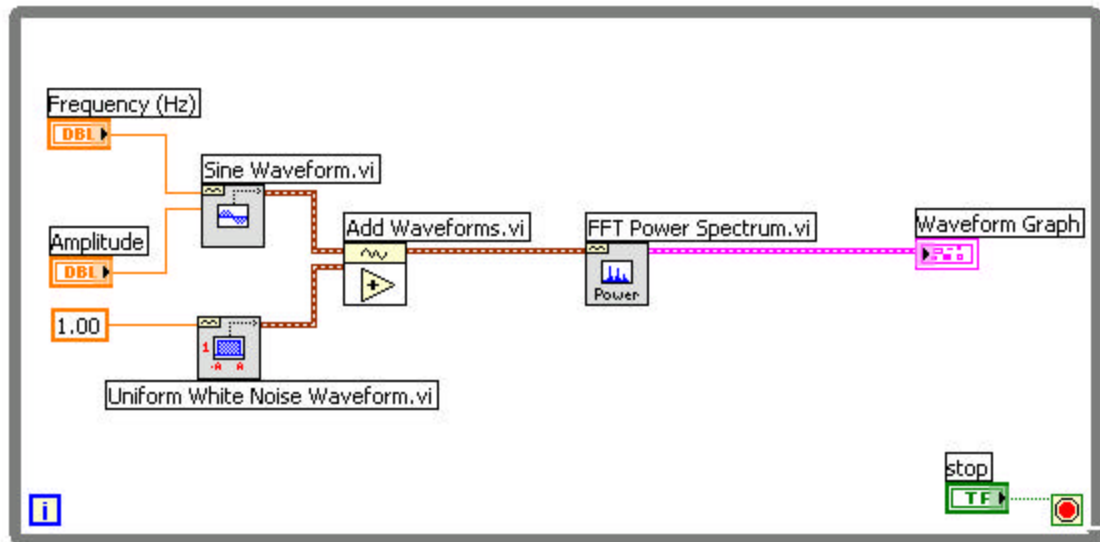 Frequency (Hz)
DBL
Sine Waveform.vi
Amplitude
DBL
Add Waveforms.vi
FFT Power Spectrum.vi
Power
Waveform Graph
1.00
1
-A A
Uniform White Noise Waveform.vi
stop
TF
i